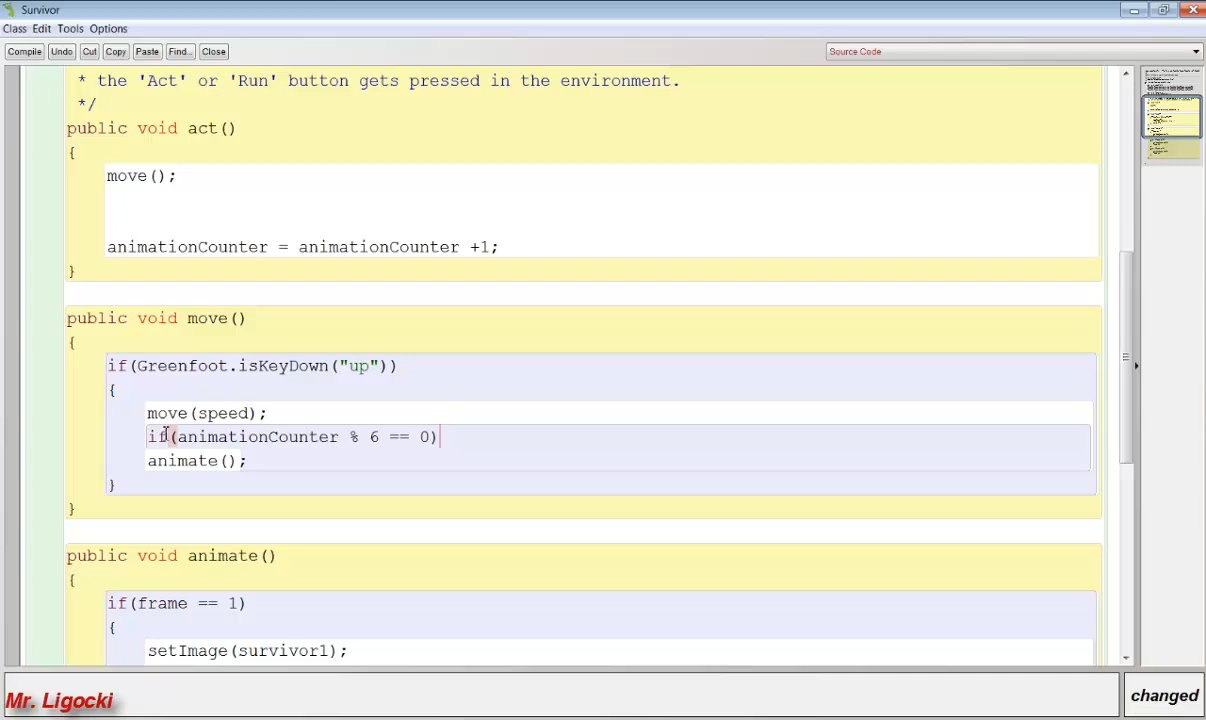 Survivor
Class Edit Tools Options
Compile Undo Cut Copy Paste Find... Close Source Code
* the 'Act' or 'Run' button gets pressed in the environment.
*/
public void act()
{
move();
animationCounter = animationCounter +1;
}
public void move()
{
if(Greenfoot.isKeyDown("up"))
{
move(speed);
if(animationCounter % 6 == 0)
animate();
}
}
public void animate()
{
if(frame == 1)
{
setImage(survivor1);
Mr. Ligocki
changed